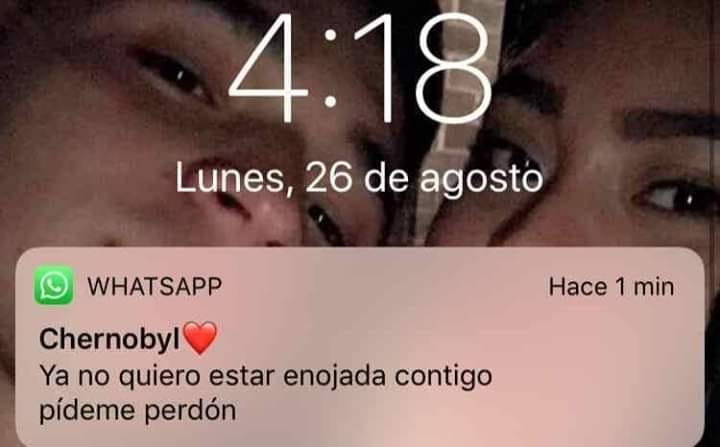 4:18
Lunes, 26 de agosto
WHATSAPP Hace 1 min
Chernobyl❤️
Ya no quiero estar enojada contigo
pídeme perdón